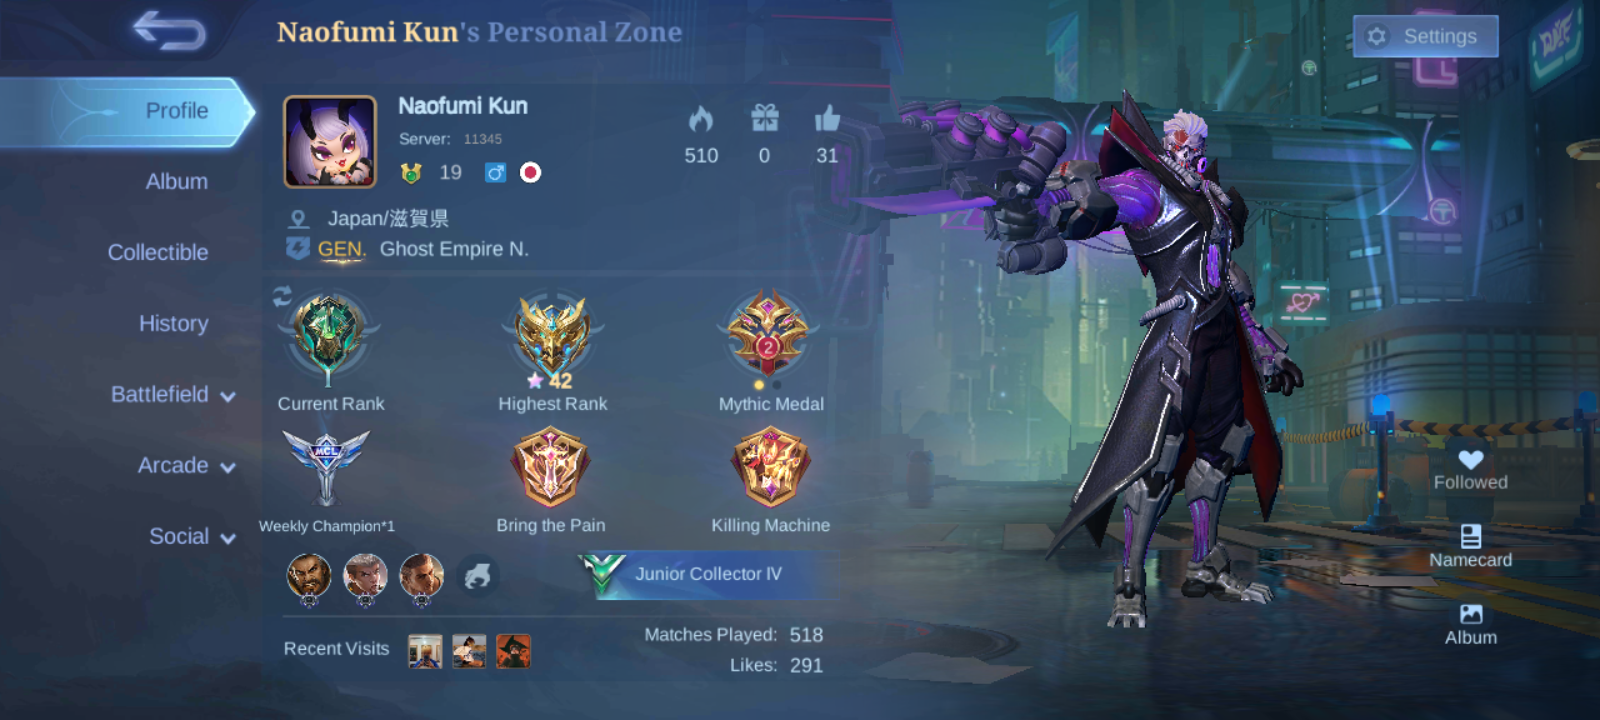 Naofumi Kun's Personal Zone
Settings
Profile
Album
Collectible
History
Battlefield
Arcade
Social
Naofumi Kun
Server: 11345
19
510
0
31
Japan/滋賀県
GEN. Ghost Empire N.
Current Rank
42
Highest Rank
2
Mythic Medal
MCL
Weekly Champion*1
Bring the Pain
Killing Machine
Junior Collector IV
Recent Visits
Matches Played: 518
Likes: 291
Followed
Namecard
Album